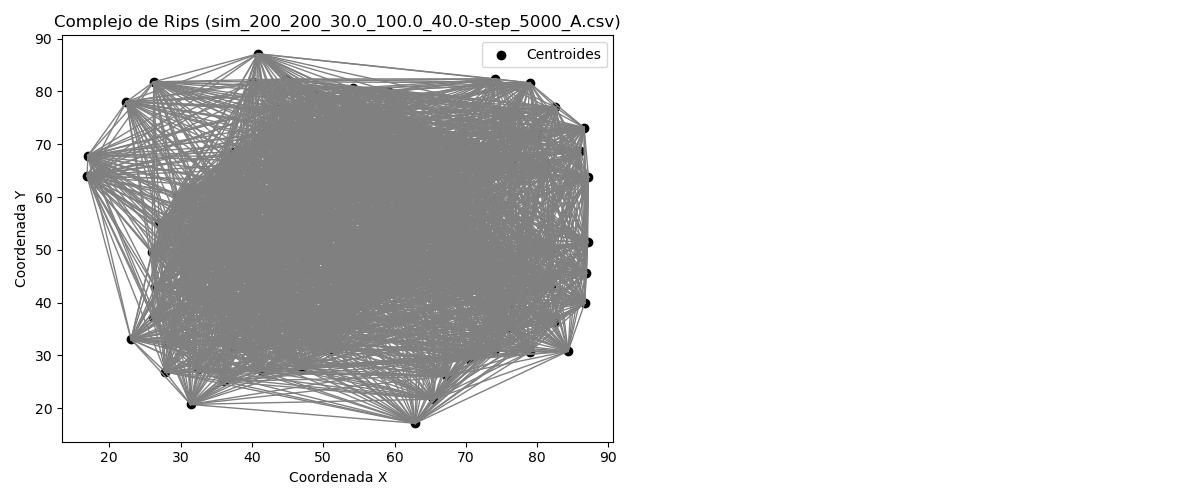 Complejo de Rips (sim_200_200_30.0_100.0_40.0-step_5000_A.csv)
Centroides
90
80
70
60
50
40
30
20
Coordenada Y
20 30 40 50 60 70 80 90
Coordenada X